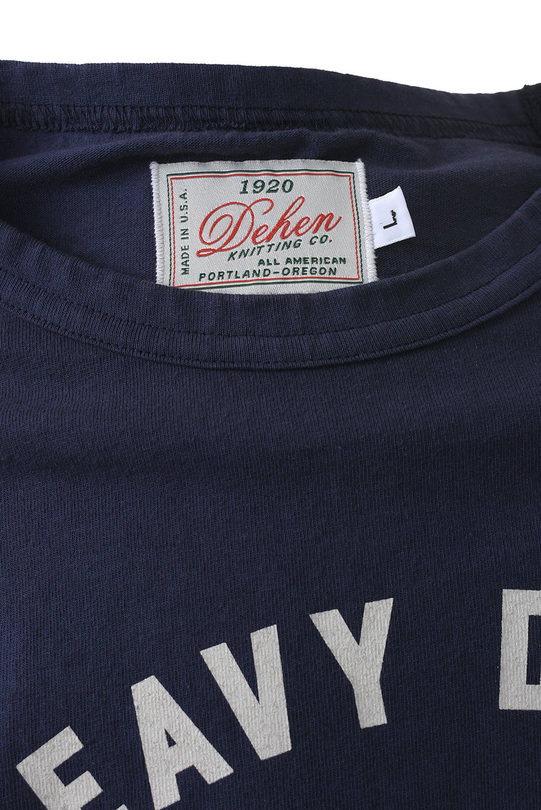 1920
MADE IN U.S.A.
Dehen
KNITTING CO.
ALL AMERICAN
PORTLAND-OREGON
L
EAVY D